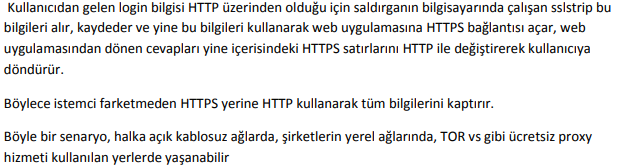 Kullanıcıdan gelen login bilgisi HTTP üzerinden olduğu için saldırganın bilgisayarında çalışan sslstrip bu
bilgileri alır, kaydeder ve yine bu bilgileri kullanarak web uygulamasına HTTPS bağlantısı açar, web
uygulamasından dönen cevapları yine içerisindeki HTTPS satırlarını HTTP ile değiştirerek kullanıcıya
döndürür.
Böylece istemci farketmeden HTTPS yerine HTTP kullanarak tüm bilgilerini kaptırır.
Böyle bir senaryo, halka açık kablosuz ağlarda, şirketlerin yerel ağlarında, TOR vs gibi ücretsiz proxy
hizmeti kullanılan yerlerde yaşanabilir